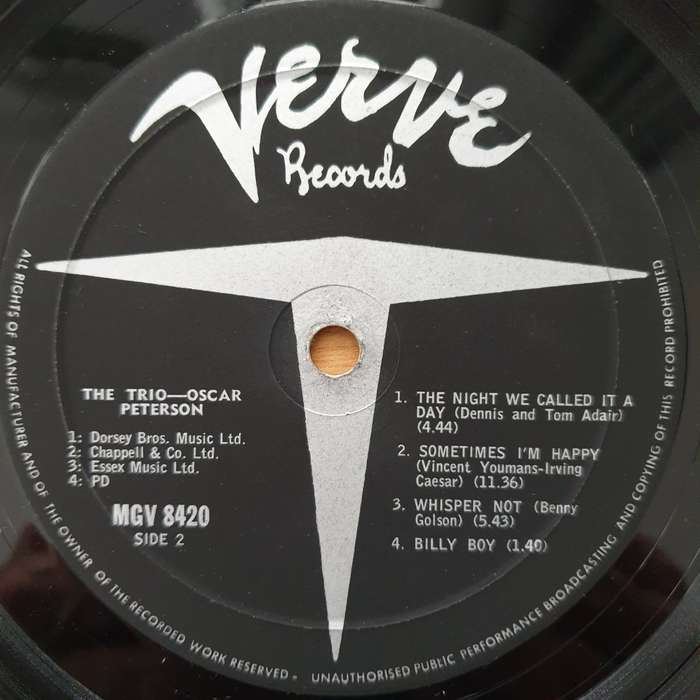 Verve
Records
THE TRIO—OSCAR
PETERSON
1: Dorsey Bros. Music Ltd.
2: Chappell & Co. Ltd.
3: Essex Music Ltd.
4: PD
MGV 8420
SIDE 2
1. THE NIGHT WE CALLED IT A
DAY (Dennis and Tom Adair)
(4.44)
2. SOMETIMES I'M HAPPY
(Vincent Youmans-Irving
Caesar) (11.36)
3. WHISPER NOT (Benny
Golson) (5.43)
4. BILLY BOY (1.40)
ALL RIGHTS OF MANUFACTURER AND OF THE OWNER OF THE RECORDED WORK RESERVED. UNAUTHORISED PUBLIC PERFORMANCE BROADCASTING AND COPYING OF THIS RECORD PROHIBITED